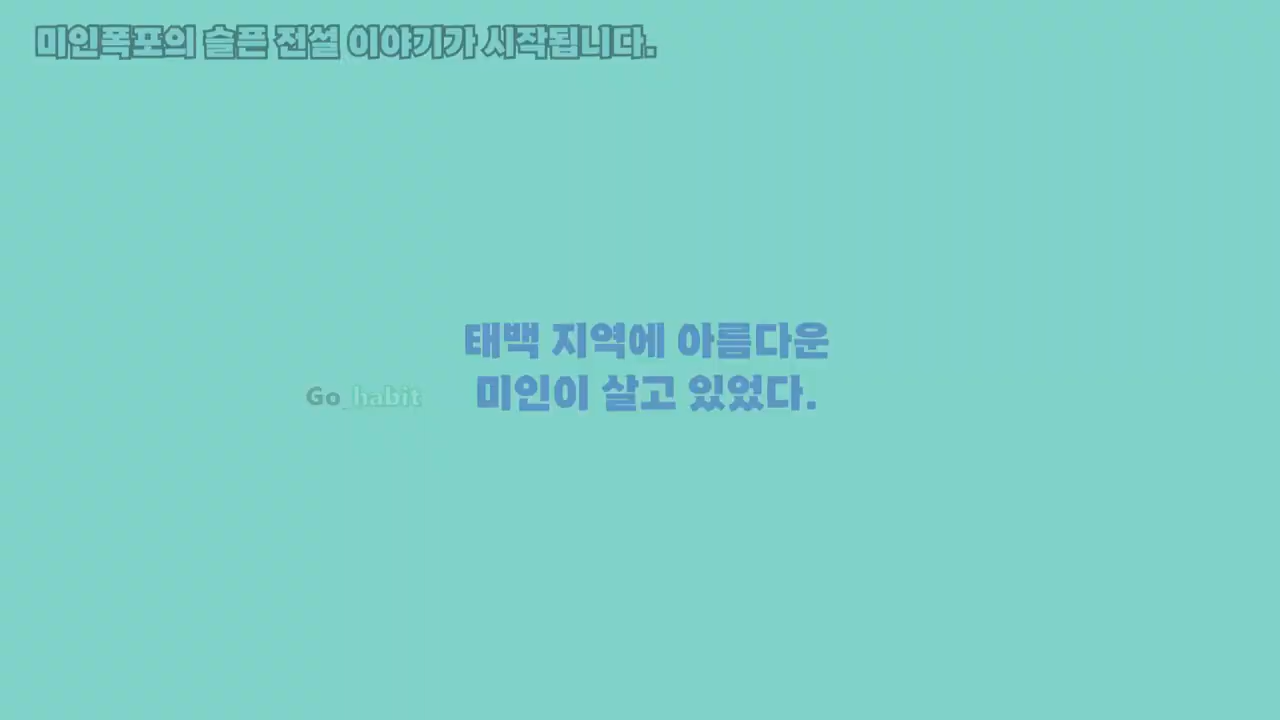 미인폭포의 슬픈 전설 이야기가 시작됩니다.
태백 지역에 아름다운
미인이 살고 있었다.
Go_habit